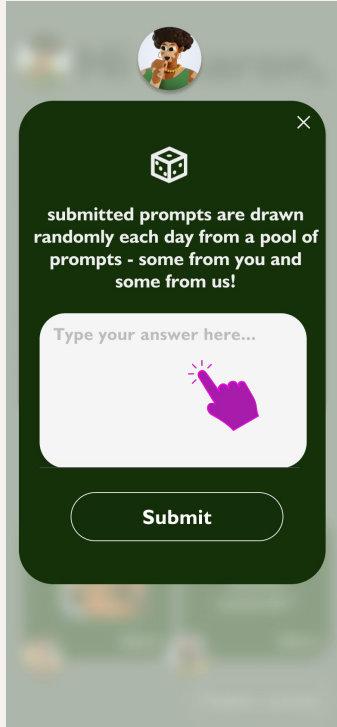 submitted prompts are drawn
randomly each day from a pool of
prompts - some from you and
some from us!
Type your answer here...
Submit